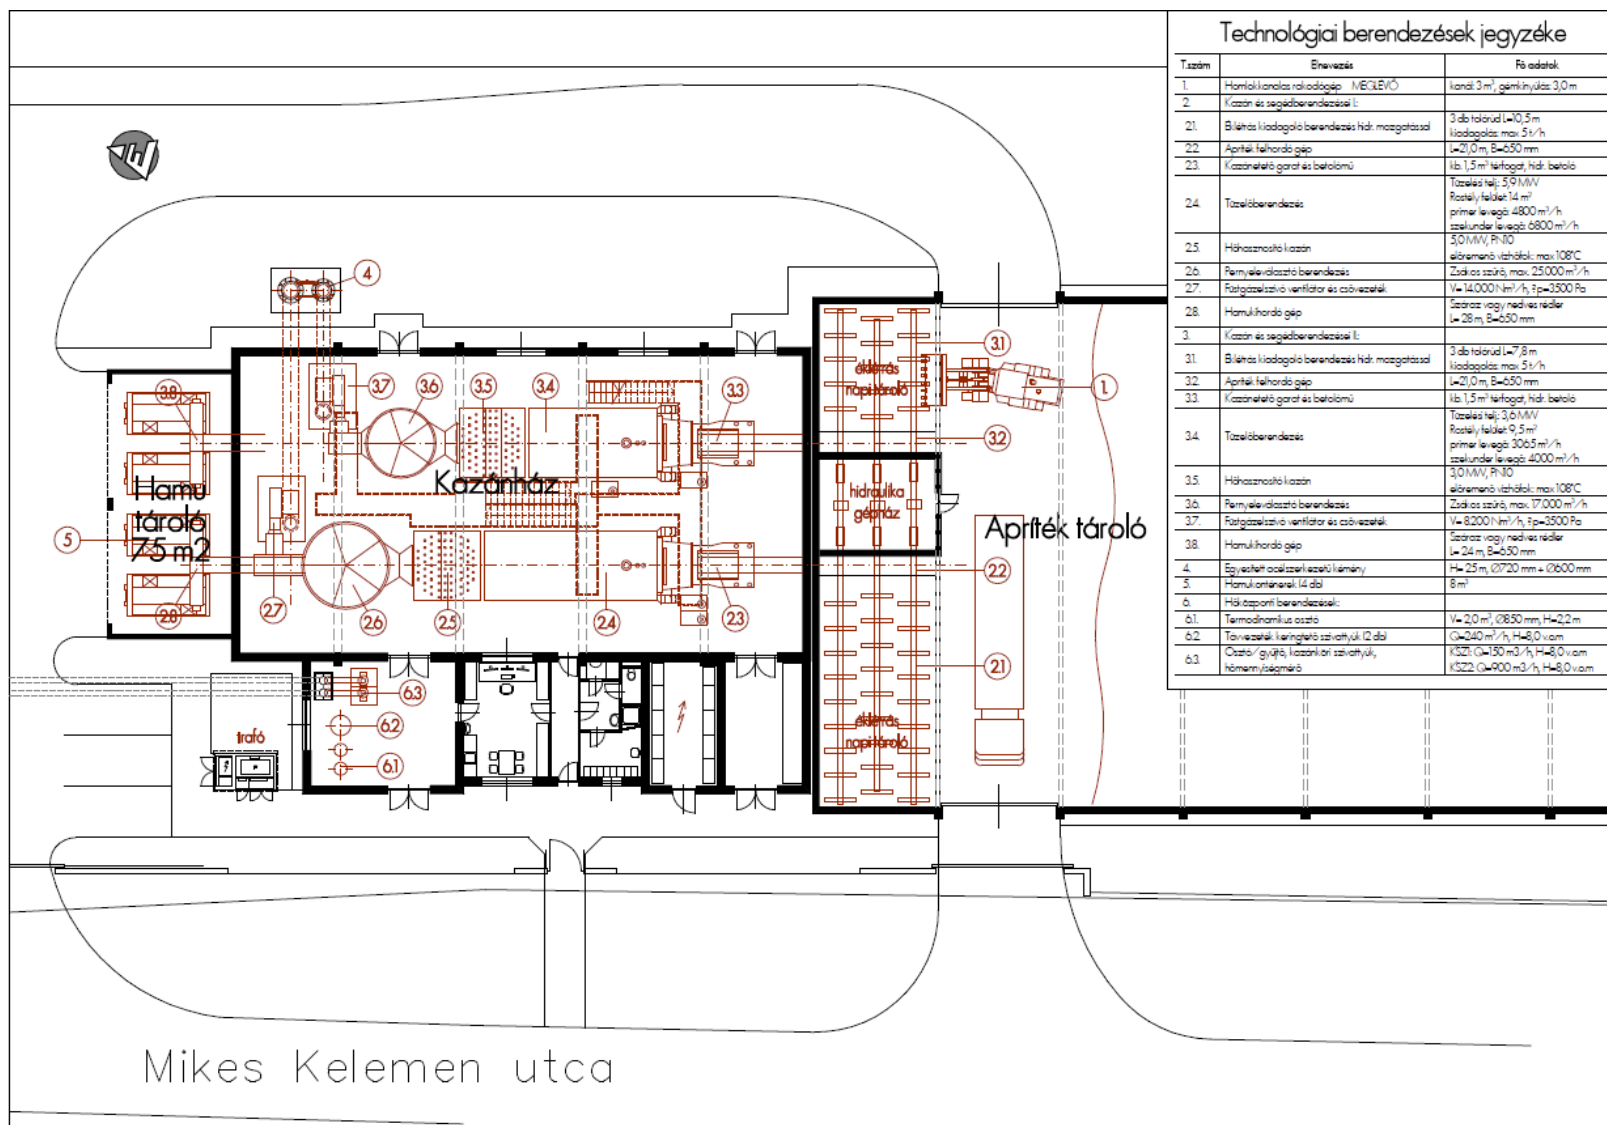 Technológiai berendezések jegyzéke
T.szám Elnevezés Fő adatok
1. Homlokkanalas rakodógép MEGLÉVŐ kanál: 3 m³, gémkinyúlás: 3,0 m
2. Kazán és segédberendezései I.:
2.1. Éklétrás kiadagoló berendezés hidr. mozgatással 3 db tolórúd L=10,5 m
kiadagolás: max 5 t/h
2.2. Apríték felhordó gép L=21,0 m, B=650 mm
2.3. Kazánetető garat és betolómű kb. 1,5 m³ térfogat, hidr. betoló
2.4. Tüzelőberendezés Tüzelési telj.: 5,9 MW
Rostély felület: 14 m²
primer levegő: 4800 m³/h
szekunder levegő: 6800 m³/h
2.5. Hőhasznosító kazán 5,0 MW, PN10
előremenő vízhőfok: max 108°C
2.6. Pernyeleválasztó berendezés Zsákos szűrő, max. 25.000 m³/h
2.7. Füstgázelszívó ventilátor és csővezeték V= 14.000 Nm³/h, ?p=3500 Pa
2.8. Hamukihordó gép Száraz vagy nedves rédler
L= 28 m, B=650 mm
3. Kazán és segédberendezései II.:
3.1. Éklétrás kiadagoló berendezés hidr. mozgatással 3 db tolórúd L=7,8 m
kiadagolás: max 5 t/h
3.2. Apríték felhordó gép L=21,0 m, B=650 mm
3.3. Kazánetető garat és betolómű kb. 1,5 m³ térfogat, hidr. betoló
3.4. Tüzelőberendezés Tüzelési telj.: 3,6 MW
Rostély felület: 9,5 m²
primer levegő: 3065 m³/h
szekunder levegő: 4000 m³/h
3.5. Hőhasznosító kazán 3,0 MW, PN10
előremenő vízhőfok: max 108°C
3.6. Pernyeleválasztó berendezés Zsákos szűrő, max. 17.000 m³/h
3.7. Füstgázelszívó ventilátor és csővezeték V= 8.200 Nm³/h, ?p=3500 Pa
3.8. Hamukihordó gép Száraz vagy nedves rédler
L= 24 m, B=650 mm
4. Egyesített acélszerkezetű kémény H= 25 m, Ø720 mm + Ø600 mm
5. Hamukonténerek (4 db) 8 m³
6. Hőközponti berendezések:
6.1. Termodinamikus osztó V= 2,0 m³, Ø850 mm, H=2,2 m
6.2. Távvezeték keringtető szivattyúk (2 db) Q=240 m³/h, H=8,0 v.o.m
6.3. Osztó/gyűjtő, kazánköri szivattyúk,
hőmennyiségmérő KSZ1: Q=150 m3/h, H=8,0 v.o.m
KSZ2: Q=900 m3/h, H=8,0 v.o.m
É
4
3.8 3.7 3.6 3.5 3.4 3.3 3.1 1.
éklétrás
napi tároló
3.2
Hamu
tároló
75 m2
Kazánház
hidraulika
gépház
Apríték tároló
5
2.8 2.7 2.6 2.5 2.4 2.3 2.2
2.1
éklétrás
napi tároló
6.3
6.2
6.1
trafó
Mikes Kelemen utca